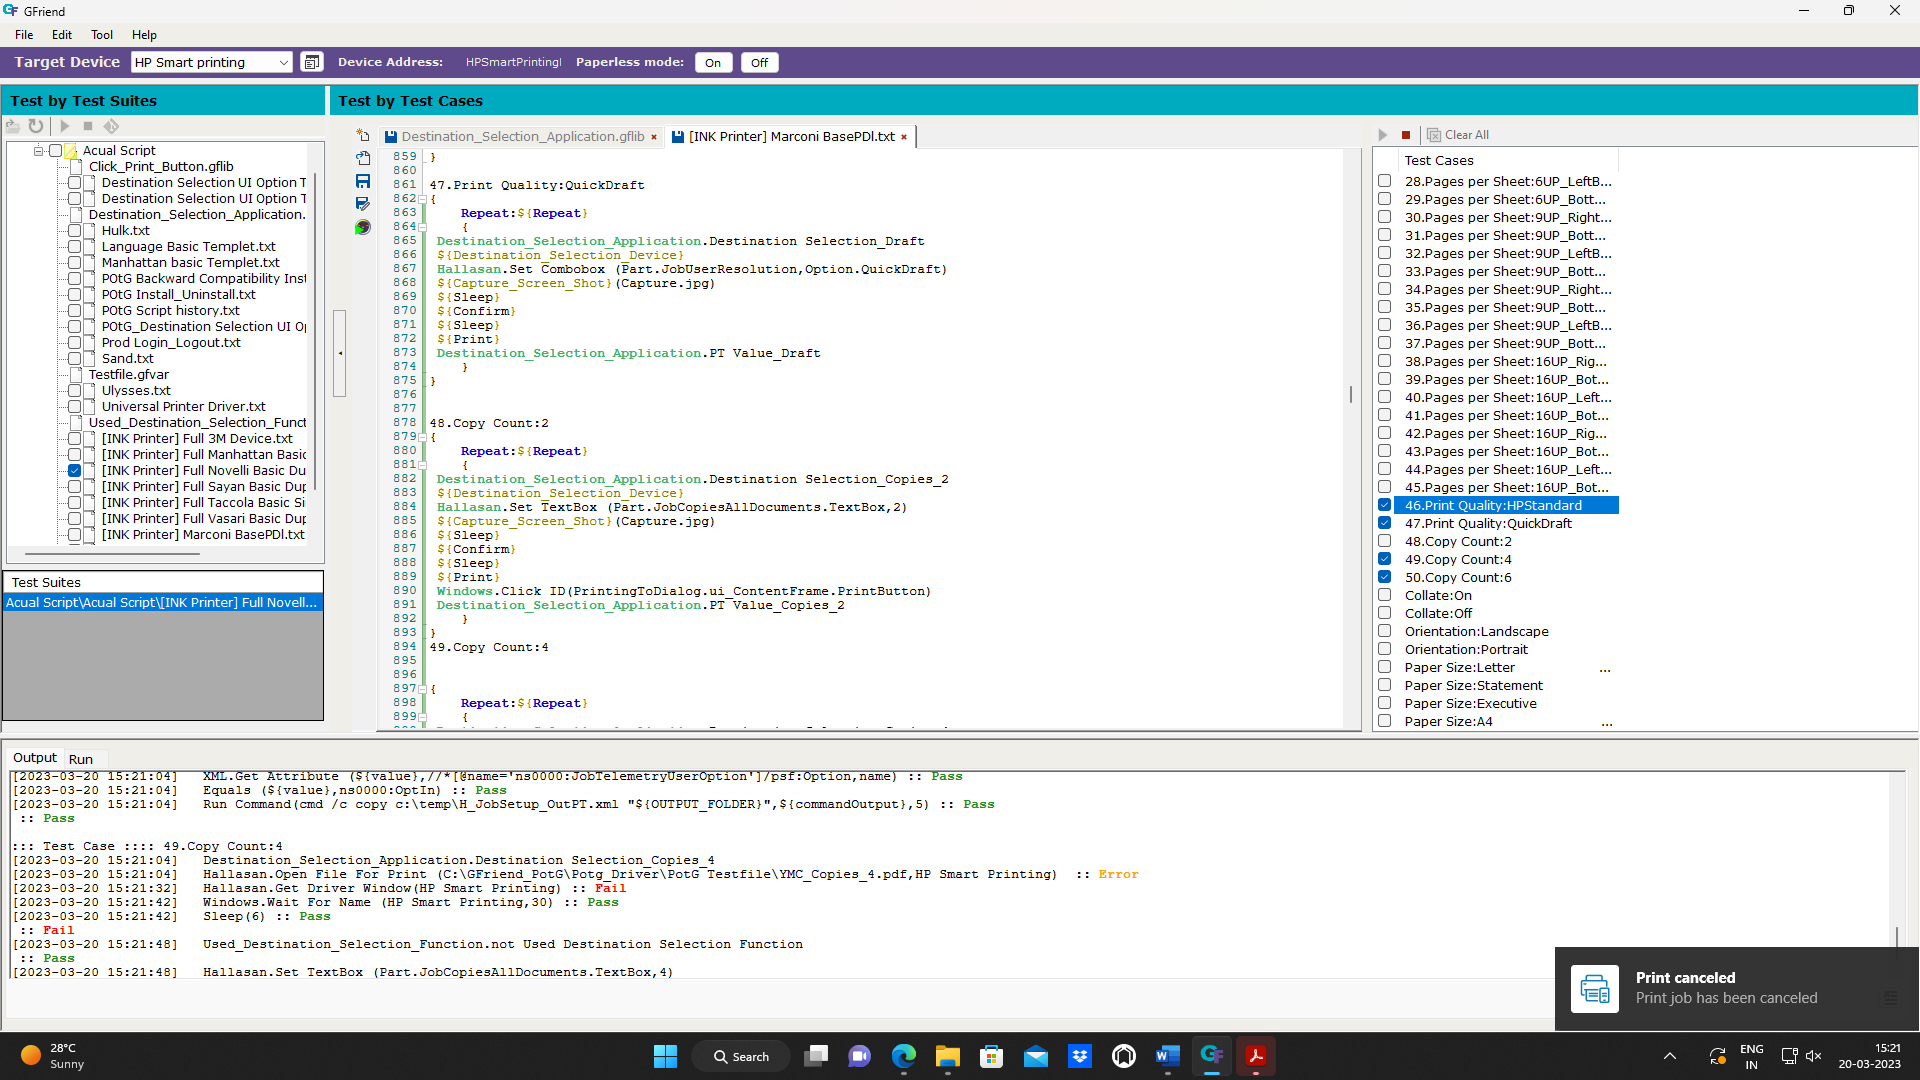 GFriend
File Edit Tool Help
Target Device HP Smart printing Device Address: HPSmartPrintingI Paperless mode: On Off
Test by Test Suites
Acual Script
Click_Print_Button.gflib
Destination Selection UI Option T
Destination Selection UI Option T
Destination_Selection_Application.
Hulk.txt
Language Basic Templet.txt
Manhattan basic Templet.txt
POtG Backward Compatibility Inst
POtG Install_Uninstall.txt
POtG Script history.txt
POtG_Destination Selection UI Op
Prod Login_Logout.txt
Sand.txt
Testfile.gfvar
Ulysses.txt
Universal Printer Driver.txt
Used_Destination_Selection_Funct
[INK Printer] Full 3M Device.txt
[INK Printer] Full Manhattan Basic
[INK Printer] Full Novelli Basic Du
[INK Printer] Full Sayan Basic Dup
[INK Printer] Full Taccola Basic Si
[INK Printer] Full Vasari Basic Dup
[INK Printer] Marconi BasePDl.txt
Test Suites
Acual Script\Acual Script\[INK Printer] Full Novell...
Test by Test Cases
Destination_Selection_Application.gflib × [INK Printer] Marconi BasePDl.txt ×
859 }
860
861 47.Print Quality:QuickDraft
862 {
863 Repeat:${Repeat}
864 {
865 Destination_Selection_Application.Destination Selection_Draft
866 ${Destination_Selection_Device}
867 Hallasan.Set Combobox (Part.JobUserResolution,Option.QuickDraft)
868 ${Capture_Screen_Shot}(Capture.jpg)
869 ${Sleep}
870 ${Confirm}
871 ${Sleep}
872 ${Print}
873 Destination_Selection_Application.PT Value_Draft
874 }
875 }
876
877
878 48.Copy Count:2
879 {
880 Repeat:${Repeat}
881 {
882 Destination_Selection_Application.Destination Selection_Copies_2
883 ${Destination_Selection_Device}
884 Hallasan.Set TextBox (Part.JobCopiesAllDocuments.TextBox,2)
885 ${Capture_Screen_Shot}(Capture.jpg)
886 ${Sleep}
887 ${Confirm}
888 ${Sleep}
889 ${Print}
890 Windows.Click ID(PrintingToDialog.ui_ContentFrame.PrintButton)
891 Destination_Selection_Application.PT Value_Copies_2
892 }
893 }
894 49.Copy Count:4
895
896
897 {
898 Repeat:${Repeat}
899 {
Clear All
Test Cases
28.Pages per Sheet:6UP_LeftB...
29.Pages per Sheet:6UP_Bott...
30.Pages per Sheet:9UP_Right...
31.Pages per Sheet:9UP_Bott...
32.Pages per Sheet:9UP_LeftB...
33.Pages per Sheet:9UP_Bott...
34.Pages per Sheet:9UP_Right...
35.Pages per Sheet:9UP_Bott...
36.Pages per Sheet:9UP_LeftB...
37.Pages per Sheet:9UP_Bott...
38.Pages per Sheet:16UP_Rig...
39.Pages per Sheet:16UP_Bot...
40.Pages per Sheet:16UP_Left...
41.Pages per Sheet:16UP_Bot...
42.Pages per Sheet:16UP_Rig...
43.Pages per Sheet:16UP_Bot...
44.Pages per Sheet:16UP_Left...
45.Pages per Sheet:16UP_Bot...
46.Print Quality:HPStandard
47.Print Quality:QuickDraft
48.Copy Count:2
49.Copy Count:4
50.Copy Count:6
Collate:On
Collate:Off
Orientation:Landscape
Orientation:Portrait
Paper Size:Letter ...
Paper Size:Statement
Paper Size:Executive
Paper Size:A4 ...
Output Run
[2023-03-20 15:21:04] XML.Get Attribute (${value},//*[@name='ns0000:JobTelemetryUserOption']/psf:Option,name) :: Pass
[2023-03-20 15:21:04] Equals (${value},ns0000:OptIn) :: Pass
[2023-03-20 15:21:04] Run Command(cmd /c copy c:\temp\H_JobSetup_OutPT.xml "${OUTPUT_FOLDER}",${commandOutput},5) :: Pass
:: Pass
::: Test Case :::: 49.Copy Count:4
[2023-03-20 15:21:04] Destination_Selection_Application.Destination Selection_Copies_4
[2023-03-20 15:21:04] Hallasan.Open File For Print (C:\GFriend_PotG\Potg_Driver\PotG Testfile\YMC_Copies_4.pdf,HP Smart Printing) :: Error
[2023-03-20 15:21:32] Hallasan.Get Driver Window(HP Smart Printing) :: Fail
[2023-03-20 15:21:42] Windows.Wait For Name (HP Smart Printing,30) :: Pass
[2023-03-20 15:21:42] Sleep(6) :: Pass
:: Fail
[2023-03-20 15:21:48] Used_Destination_Selection_Function.not Used Destination Selection Function
:: Pass
[2023-03-20 15:21:48] Hallasan.Set TextBox (Part.JobCopiesAllDocuments.TextBox,4)
Print canceled
Print job has been canceled
28°C
Sunny
Search
ENG
IN
15:21
20-03-2023